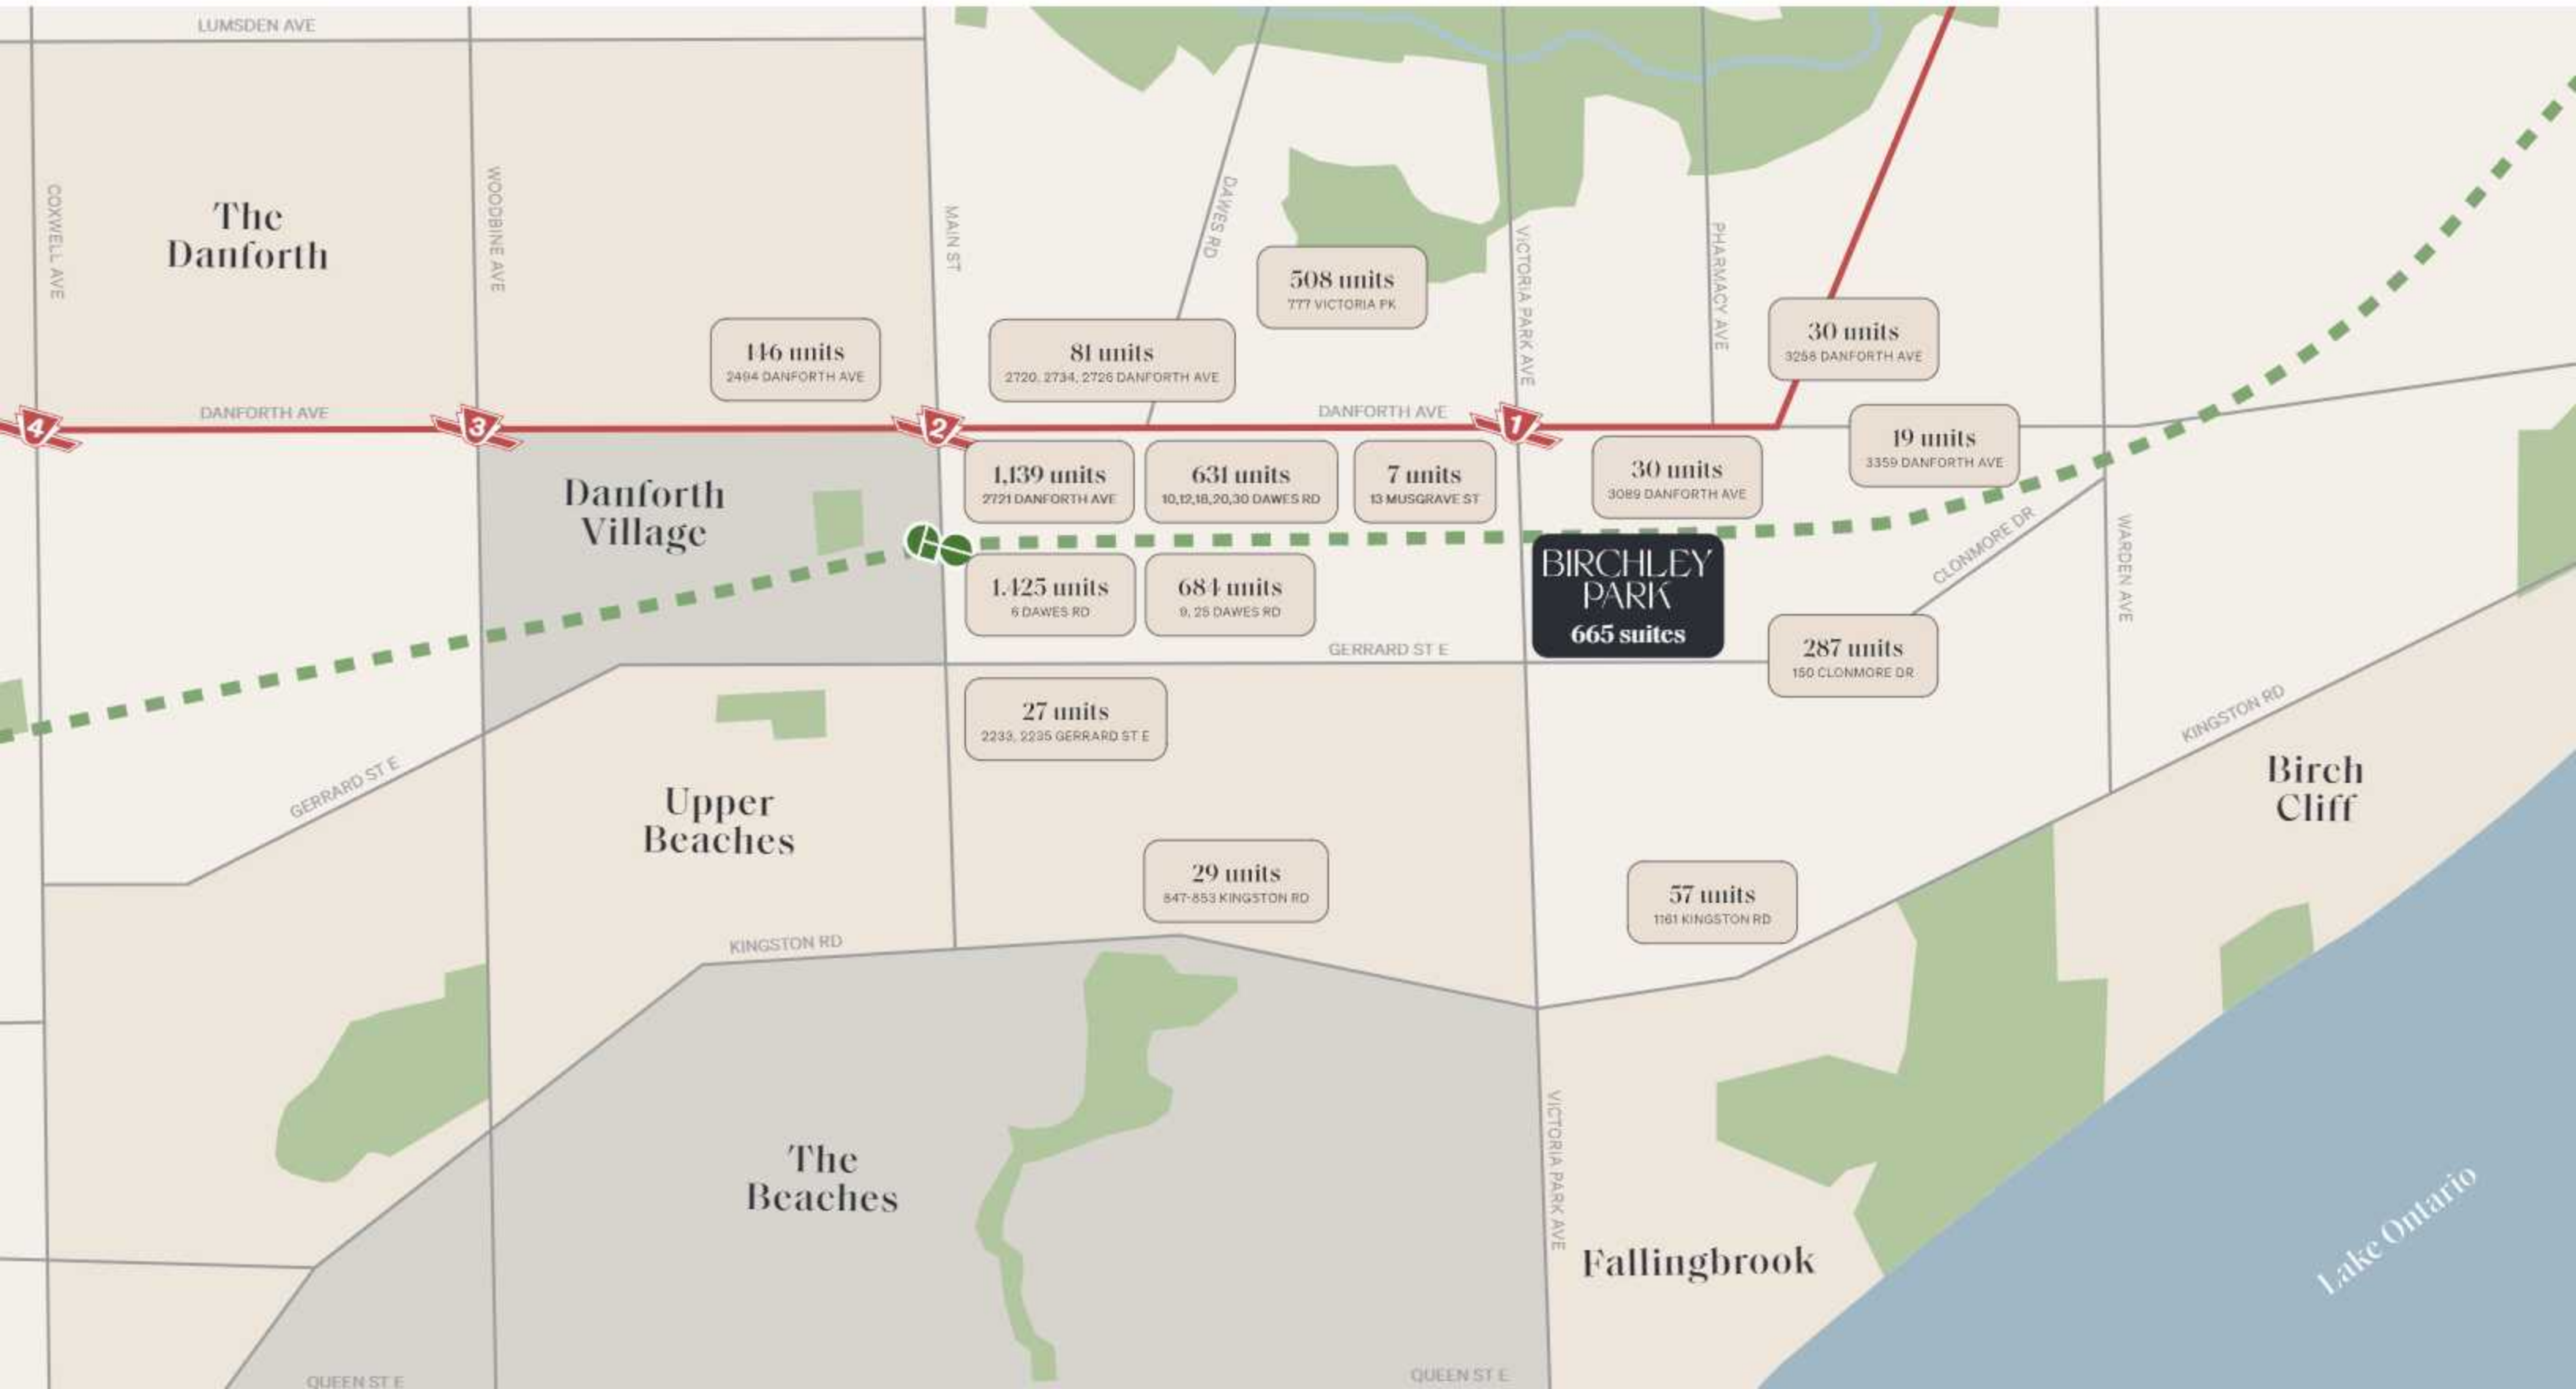 LUMSDEN AVE
COXWELL AVE
The
Danforth
WOODBINE AVE
MAIN ST
DAWES RD
VICTORIA PARK AVE
PHARMACY AVE
508 units
777 VICTORIA PK
146 units
2494 DANFORTH AVE
81 units
2720, 2734, 2726 DANFORTH AVE
30 units
3258 DANFORTH AVE
DANFORTH AVE
DANFORTH AVE
4
3
2
1
19 units
3359 DANFORTH AVE
Danforth
Village
1,139 units
2721 DANFORTH AVE
631 units
10,12,18,20,30 DAWES RD
7 units
13 MUSGRAVE ST
30 units
3089 DANFORTH AVE
CLONMORE DR
WARDEN AVE
BIRCHLEY
PARK
665 suites
1,425 units
6 DAWES RD
684 units
9, 25 DAWES RD
GERRARD ST E
287 units
150 CLONMORE DR
27 units
2233, 2235 GERRARD ST E
GERRARD ST E
Upper
Beaches
KINGSTON RD
Birch
Cliff
29 units
847-853 KINGSTON RD
57 units
1161 KINGSTON RD
KINGSTON RD
The
Beaches
VICTORIA PARK AVE
Fallingbrook
Lake Ontario
QUEEN ST E
QUEEN ST E